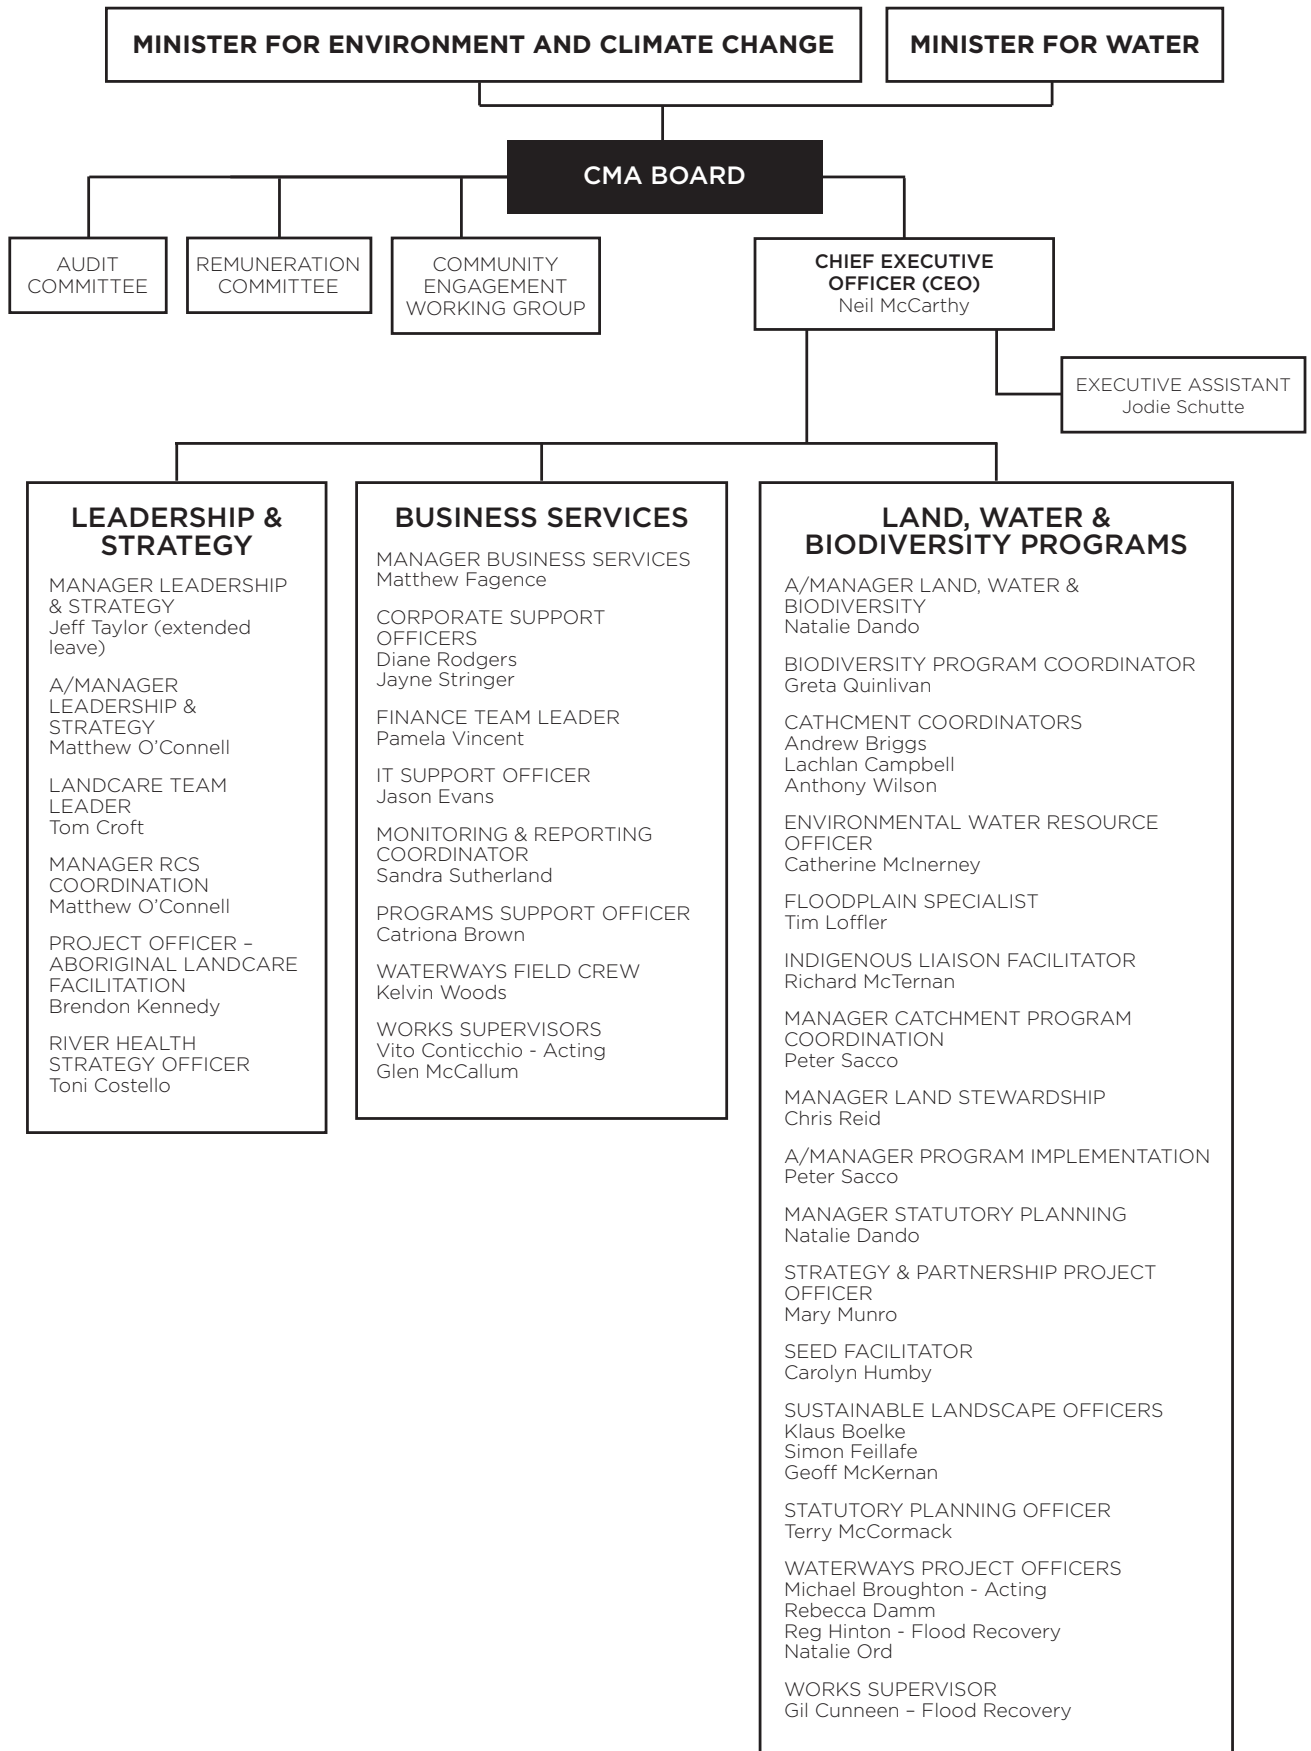 MINISTER FOR ENVIRONMENT AND CLIMATE CHANGE
MINISTER FOR WATER
CMA BOARD
AUDIT
COMMITTEE
REMUNERATION
COMMITTEE
COMMUNITY
ENGAGEMENT
WORKING GROUP
CHIEF EXECUTIVE
OFFICER (CEO)
Neil McCarthy
EXECUTIVE ASSISTANT
Jodie Schutte
LEADERSHIP &
STRATEGY
MANAGER LEADERSHIP
& STRATEGY
Jeff Taylor (extended
leave)
A/MANAGER
LEADERSHIP &
STRATEGY
Matthew O’Connell
LANDCARE TEAM
LEADER
Tom Croft
MANAGER RCS
COORDINATION
Matthew O’Connell
PROJECT OFFICER –
ABORIGINAL LANDCARE
FACILITATION
Brendon Kennedy
RIVER HEALTH
STRATEGY OFFICER
Toni Costello
BUSINESS SERVICES
MANAGER BUSINESS SERVICES
Matthew Fagence
CORPORATE SUPPORT
OFFICERS
Diane Rodgers
Jayne Stringer
FINANCE TEAM LEADER
Pamela Vincent
IT SUPPORT OFFICER
Jason Evans
MONITORING & REPORTING
COORDINATOR
Sandra Sutherland
PROGRAMS SUPPORT OFFICER
Catriona Brown
WATERWAYS FIELD CREW
Kelvin Woods
WORKS SUPERVISORS
Vito Conticchio - Acting
Glen McCallum
LAND, WATER &
BIODIVERSITY PROGRAMS
A/MANAGER LAND, WATER &
BIODIVERSITY
Natalie Dando
BIODIVERSITY PROGRAM COORDINATOR
Greta Quinlivan
CATHCMENT COORDINATORS
Andrew Briggs
Lachlan Campbell
Anthony Wilson
ENVIRONMENTAL WATER RESOURCE
OFFICER
Catherine McInerney
FLOODPLAIN SPECIALIST
Tim Loffler
INDIGENOUS LIAISON FACILITATOR
Richard McTernan
MANAGER CATCHMENT PROGRAM
COORDINATION
Peter Sacco
MANAGER LAND STEWARDSHIP
Chris Reid
A/MANAGER PROGRAM IMPLEMENTATION
Peter Sacco
MANAGER STATUTORY PLANNING
Natalie Dando
STRATEGY & PARTNERSHIP PROJECT
OFFICER
Mary Munro
SEED FACILITATOR
Carolyn Humby
SUSTAINABLE LANDSCAPE OFFICERS
Klaus Boelke
Simon Feillafe
Geoff McKernan
STATUTORY PLANNING OFFICER
Terry McCormack
WATERWAYS PROJECT OFFICERS
Michael Broughton - Acting
Rebecca Damm
Reg Hinton - Flood Recovery
Natalie Ord
WORKS SUPERVISOR
Gil Cunneen – Flood Recovery